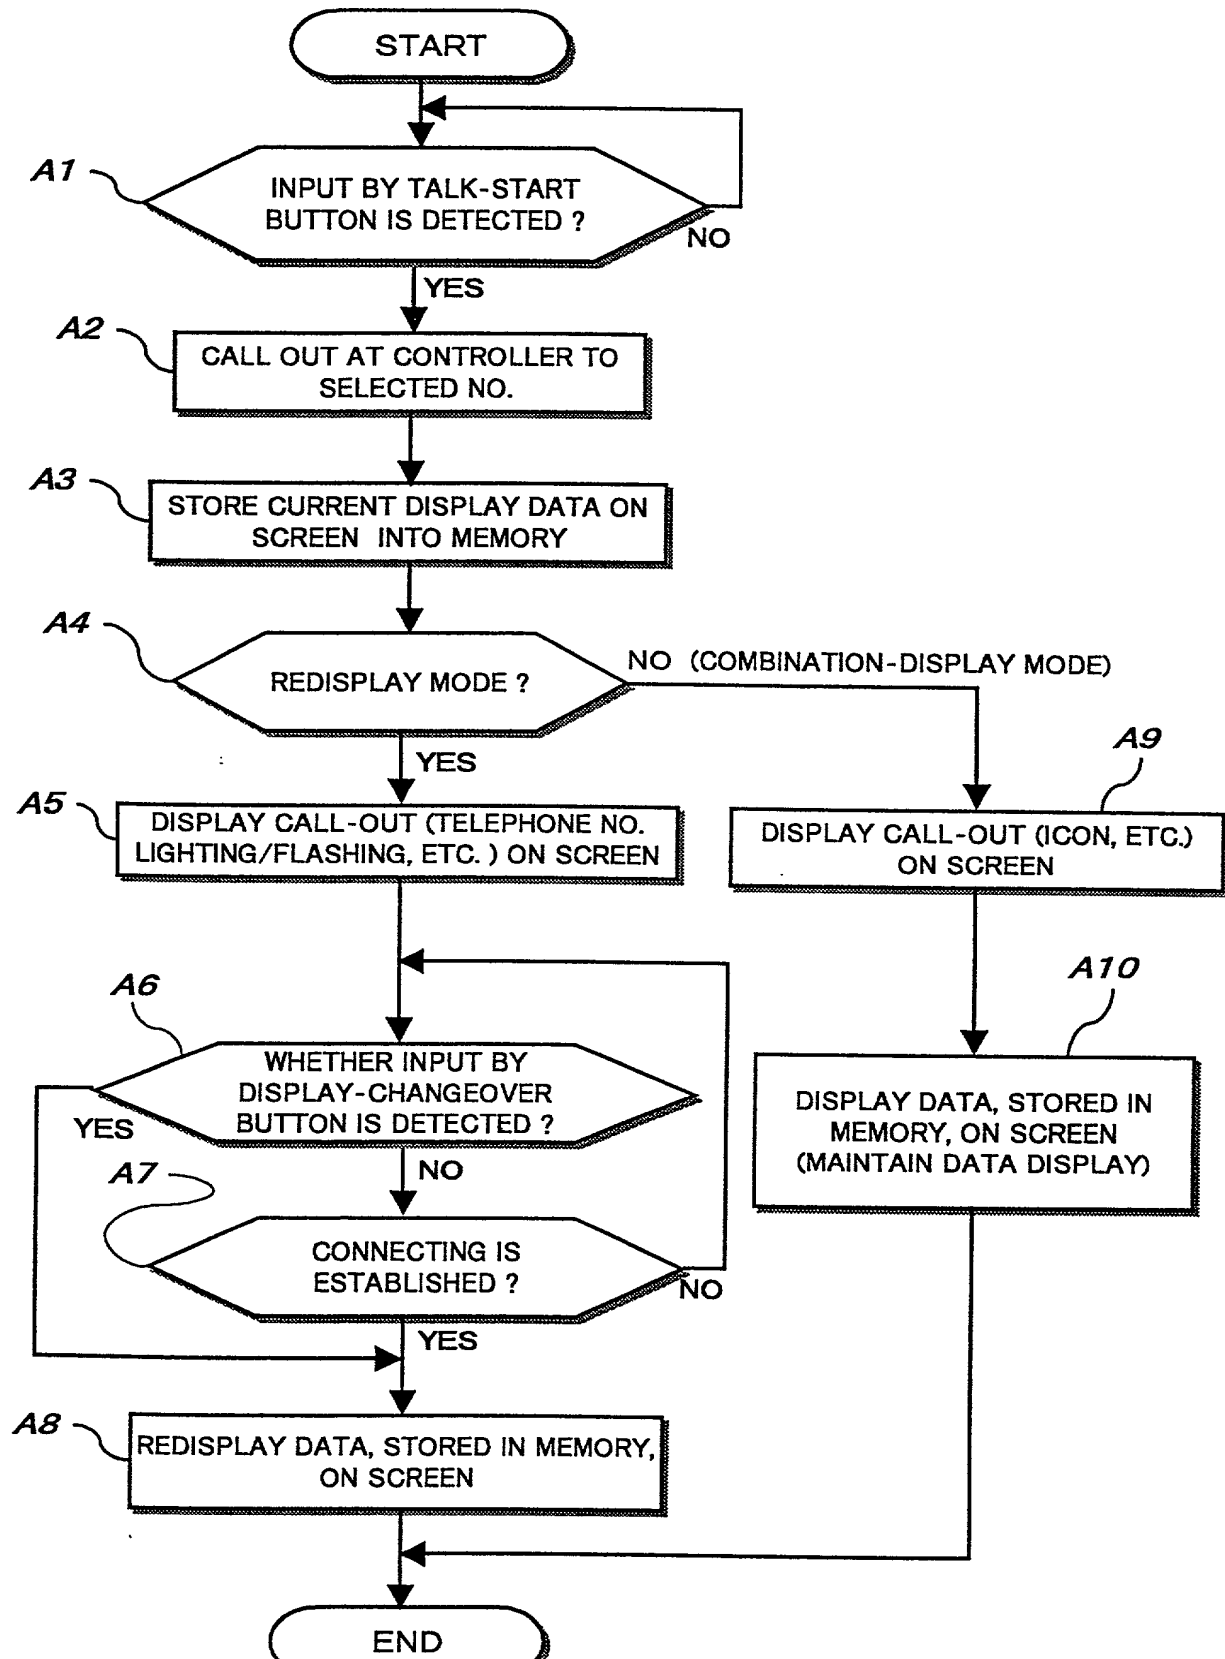 START
A1
INPUT BY TALK-START
BUTTON IS DETECTED ?
NO
YES
A2
CALL OUT AT CONTROLLER TO
SELECTED NO.
A3
STORE CURRENT DISPLAY DATA ON
SCREEN INTO MEMORY
A4
REDISPLAY MODE ?
NO (COMBINATION-DISPLAY MODE)
YES
A5
DISPLAY CALL-OUT (TELEPHONE NO.
LIGHTING/FLASHING, ETC. ) ON SCREEN
A9
DISPLAY CALL-OUT (ICON, ETC.)
ON SCREEN
A6
WHETHER INPUT BY
DISPLAY-CHANGEOVER
BUTTON IS DETECTED ?
YES
NO
A10
DISPLAY DATA, STORED IN
MEMORY, ON SCREEN
(MAINTAIN DATA DISPLAY)
A7
CONNECTING IS
ESTABLISHED ?
NO
YES
A8
REDISPLAY DATA, STORED IN MEMORY,
ON SCREEN
END